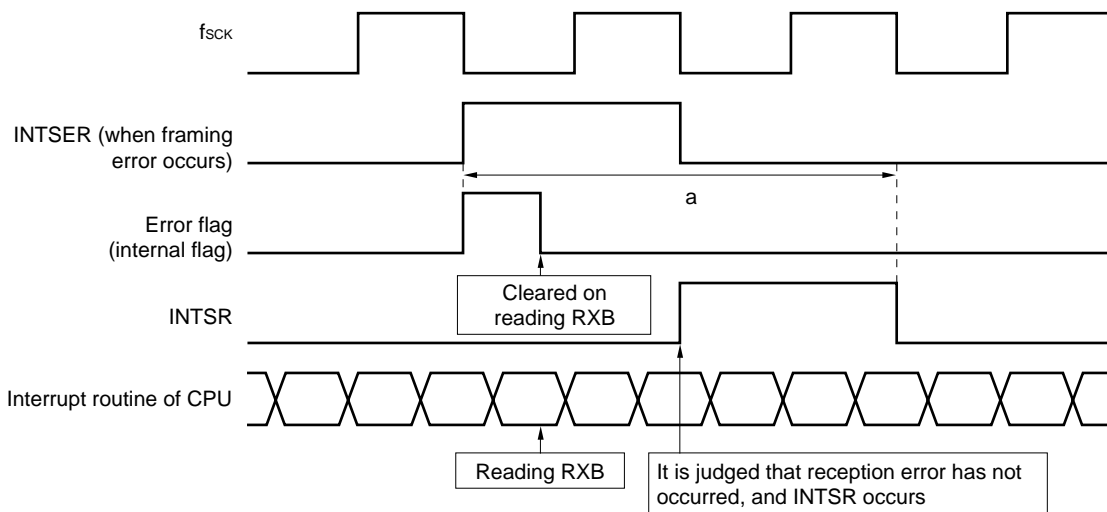 fSCK
INTSER (when framing
error occurs)
a
Error flag
(internal flag)
Cleared on
reading RXB
INTSR
Interrupt routine of CPU
Reading RXB
It is judged that reception error has not
occurred, and INTSR occurs